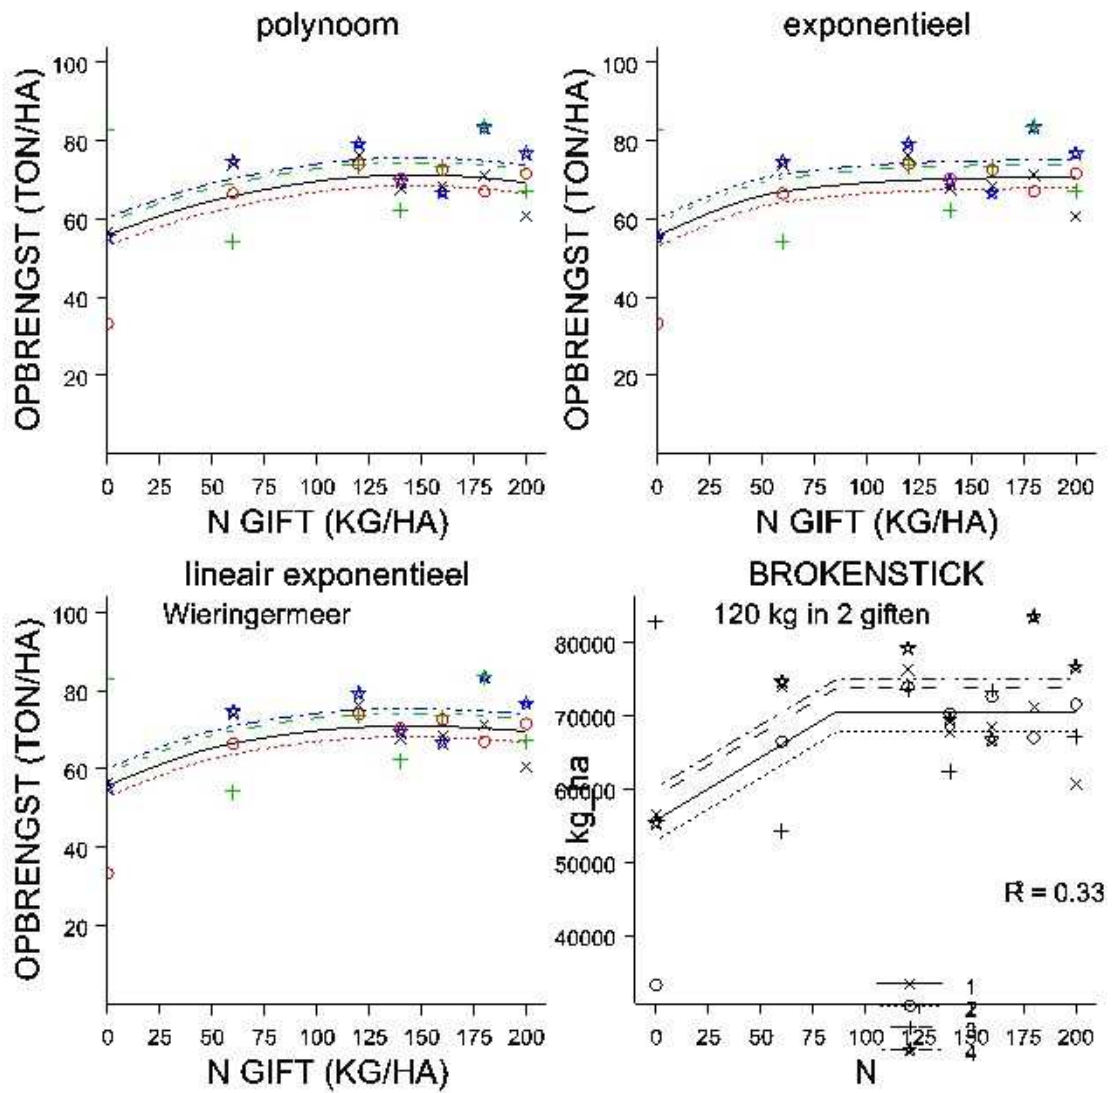 polynoom
OPBRENGST (TON/HA)
100
80
60
40
20
0 25 50 75 100 125 150 175 200
N GIFT (KG/HA)
exponentieel
OPBRENGST (TON/HA)
100
80
60
40
20
0 25 50 75 100 125 150 175 200
N GIFT (KG/HA)
lineair exponentieel
Wieringermeer
OPBRENGST (TON/HA)
100
80
60
40
20
0 25 50 75 100 125 150 175 200
N GIFT (KG/HA)
BROKENSTICK
120 kg in 2 giften
kg_ha
80000
70000
60000
50000
40000
R² = 0.33
1
2
3
4
0 25 50 75 100 125 150 175 200
N